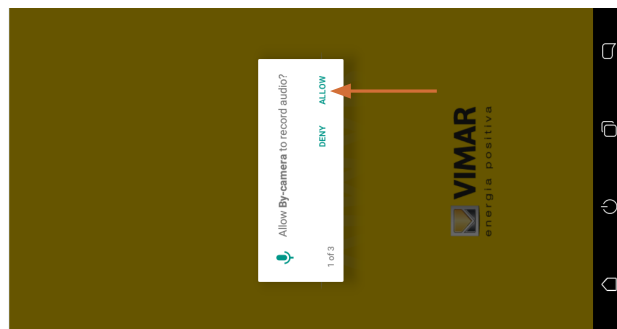 Allow By-camera to record audio?
1 of 3
DENY
ALLOW
VIMAR
energia positiva